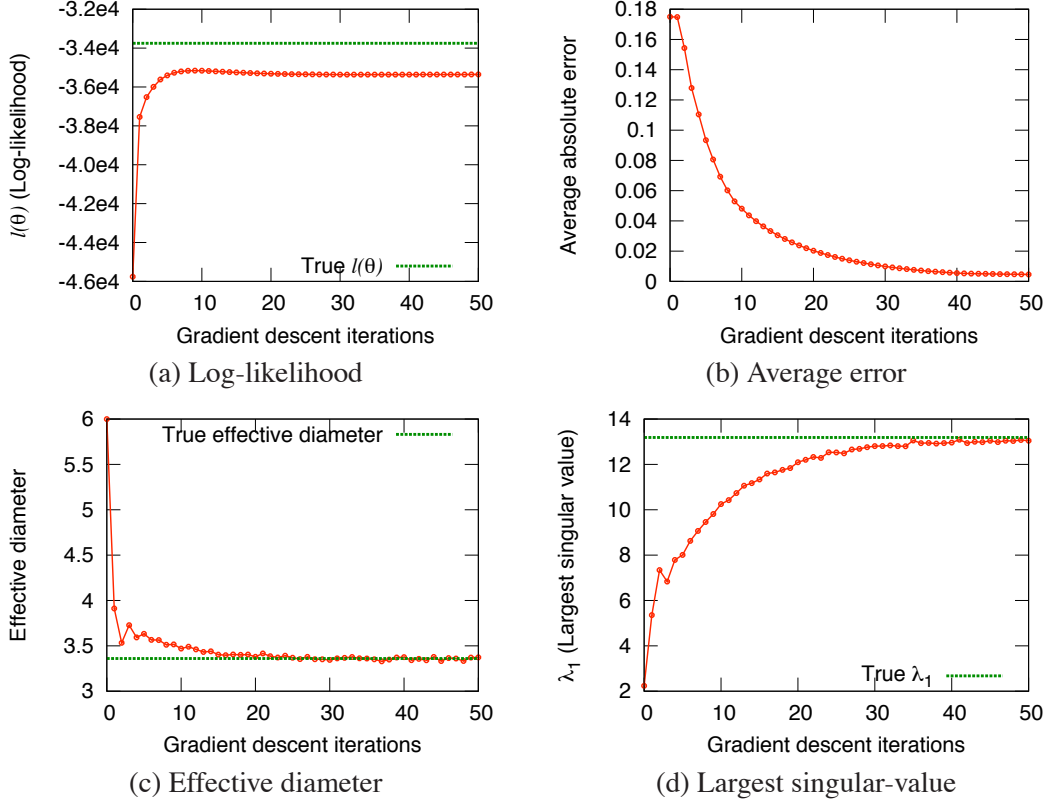 -3.2e4
-3.4e4
-3.6e4
-3.8e4
-4.0e4
-4.2e4
-4.4e4
-4.6e4
l(θ) (Log-likelihood)
True l(θ)
0 10 20 30 40 50
Gradient descent iterations
(a) Log-likelihood
0.18
0.16
0.14
0.12
0.1
0.08
0.06
0.04
0.02
0
Average absolute error
0 10 20 30 40 50
Gradient descent iterations
(b) Average error
6
5.5
5
4.5
4
3.5
3
Effective diameter
True effective diameter
0 10 20 30 40 50
Gradient descent iterations
(c) Effective diameter
14
12
10
8
6
4
2
λ₁ (Largest singular value)
True λ₁
0 10 20 30 40 50
Gradient descent iterations
(d) Largest singular-value